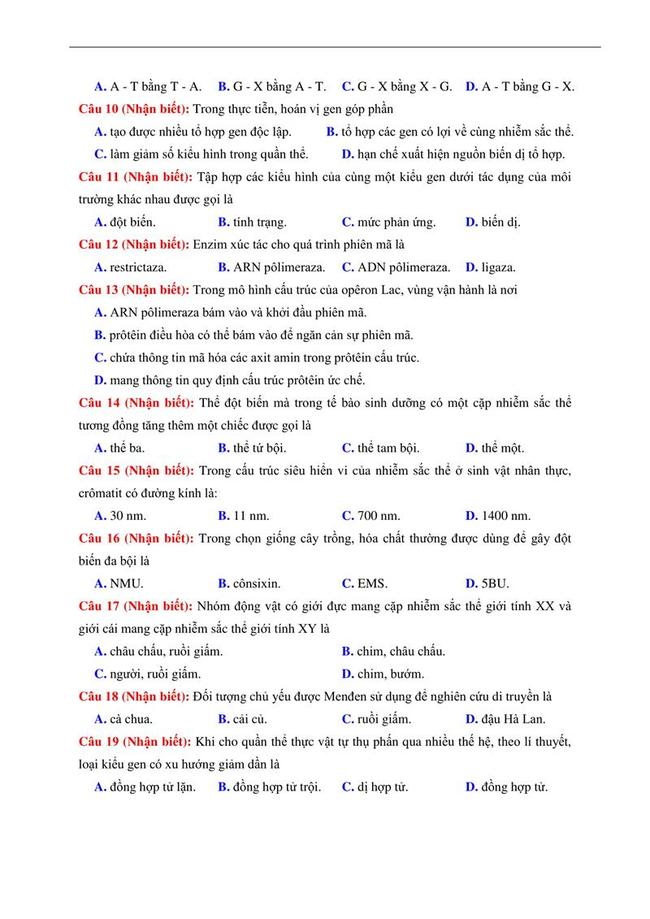 A. A - T bằng T - A. B. G - X bằng A - T. C. G - X bằng X - G. D. A - T bằng G - X.
Câu 10 (Nhận biết): Trong thực tiễn, hoán vị gen góp phần
A. tạo được nhiều tổ hợp gen độc lập. B. tổ hợp các gen có lợi về cùng nhiễm sắc thể.
C. làm giảm số kiểu hình trong quần thể. D. hạn chế xuất hiện nguồn biến dị tổ hợp.
Câu 11 (Nhận biết): Tập hợp các kiểu hình của cùng một kiểu gen dưới tác dụng của môi
trường khác nhau được gọi là
A. đột biến. B. tính trạng. C. mức phản ứng. D. biến dị.
Câu 12 (Nhận biết): Enzim xúc tác cho quá trình phiên mã là
A. restrictaza. B. ARN pôlimeraza. C. ADN pôlimeraza. D. ligaza.
Câu 13 (Nhận biết): Trong mô hình cấu trúc của opêron Lac, vùng vận hành là nơi
A. ARN pôlimeraza bám vào và khởi đầu phiên mã.
B. prôtêin điều hòa có thể bám vào để ngăn cản sự phiên mã.
C. chứa thông tin mã hóa các axit amin trong prôtêin cấu trúc.
D. mang thông tin quy định cấu trúc prôtêin ức chế.
Câu 14 (Nhận biết): Thể đột biến mà trong tế bào sinh dưỡng có một cặp nhiễm sắc thể
tương đồng tăng thêm một chiếc được gọi là
A. thể ba. B. thể tứ bội. C. thể tam bội. D. thể một.
Câu 15 (Nhận biết): Trong cấu trúc siêu hiển vi của nhiễm sắc thể ở sinh vật nhân thực,
crômatit có đường kính là:
A. 30 nm. B. 11 nm. C. 700 nm. D. 1400 nm.
Câu 16 (Nhận biết): Trong chọn giống cây trồng, hóa chất thường được dùng để gây đột
biến đa bội là
A. NMU. B. cônsixin. C. EMS. D. 5BU.
Câu 17 (Nhận biết): Nhóm động vật có giới đực mang cặp nhiễm sắc thể giới tính XX và
giới cái mang cặp nhiễm sắc thể giới tính XY là
A. châu chấu, ruồi giấm. B. chim, châu chấu.
C. người, ruồi giấm. D. chim, bướm.
Câu 18 (Nhận biết): Đối tượng chủ yếu được Menđen sử dụng để nghiên cứu di truyền là
A. cà chua. B. cải củ. C. ruồi giấm. D. đậu Hà Lan.
Câu 19 (Nhận biết): Khi cho quần thể thực vật tự thụ phấn qua nhiều thế hệ, theo lí thuyết,
loại kiểu gen có xu hướng giảm dần là
A. đồng hợp tử lặn. B. đồng hợp tử trội. C. dị hợp tử. D. đồng hợp tử.